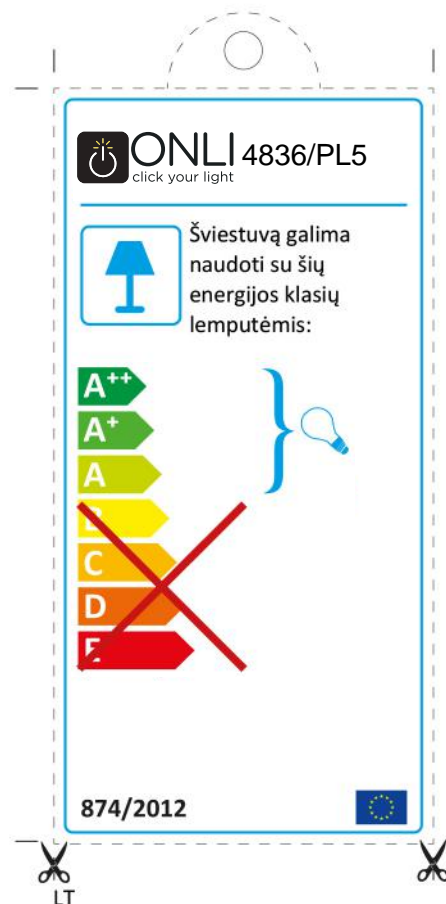 ONLI 4836/PL5
click your light
Šviestuvą galima
naudoti su šių
energijos klasių
lemputėmis:
A++
A+
A
B
C
D
E
874/2012
LT